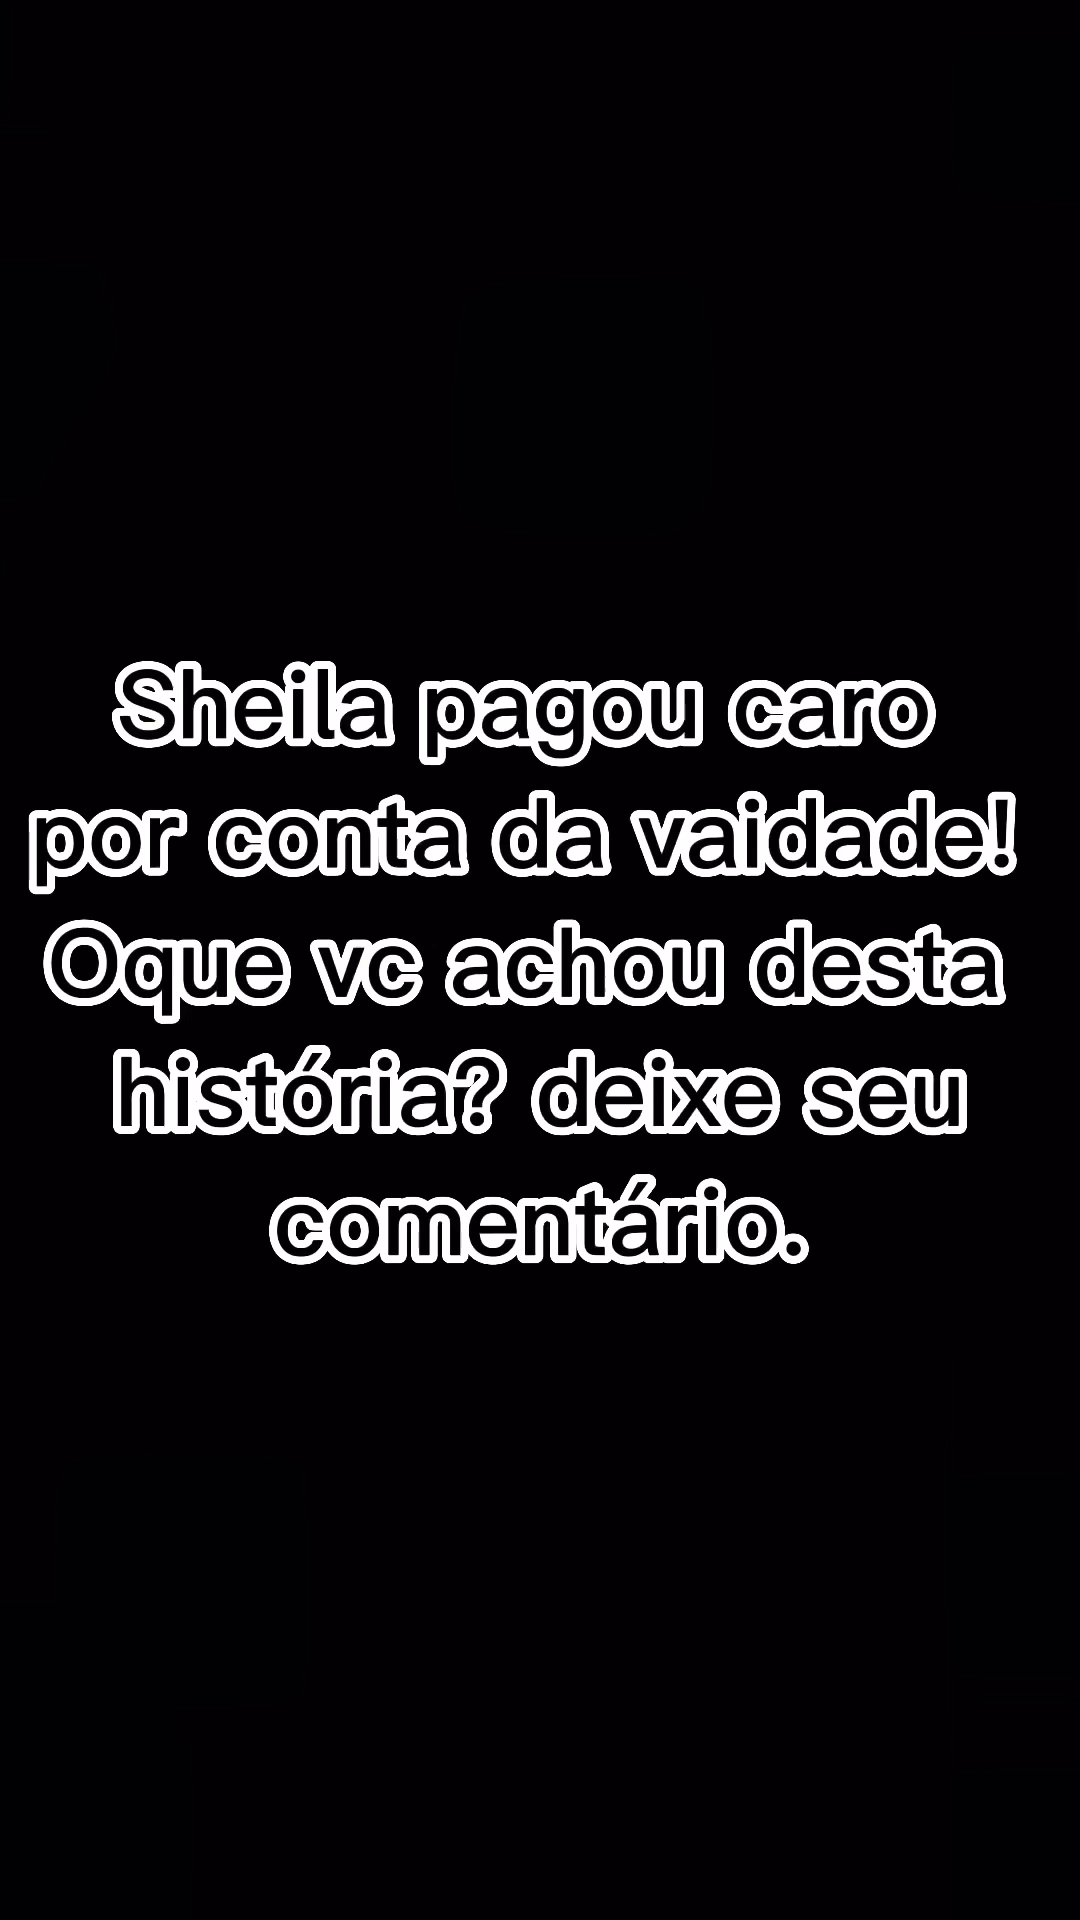 Sheila pagou caro
por conta da vaidade!
Oque vc achou desta
história? deixe seu
comentário.